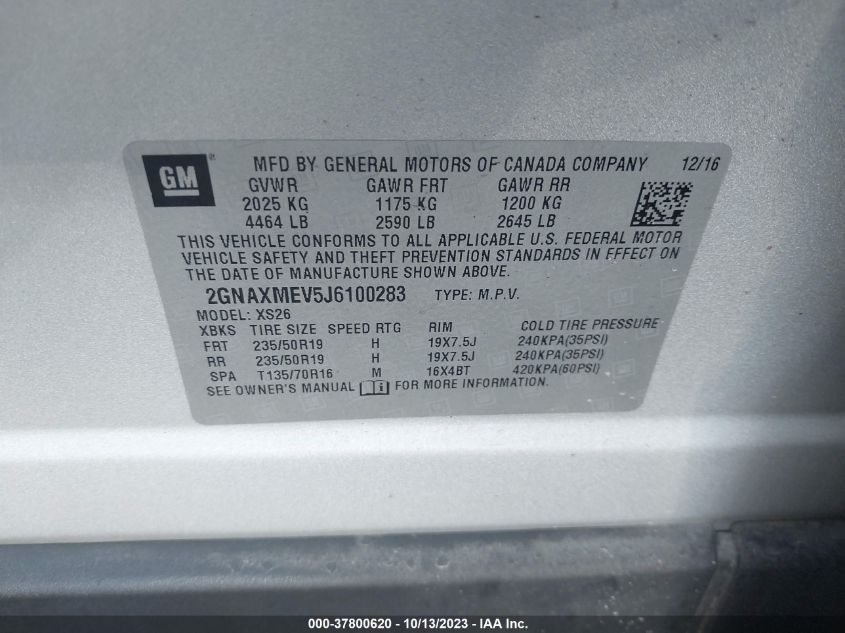 GM ® MFD BY GENERAL MOTORS OF CANADA COMPANY 12/16
GVWR GAWR FRT GAWR RR
2025 KG 1175 KG 1200 KG
4464 LB 2590 LB 2645 LB
THIS VEHICLE CONFORMS TO ALL APPLICABLE U.S. FEDERAL MOTOR
VEHICLE SAFETY AND THEFT PREVENTION STANDARDS IN EFFECT ON
THE DATE OF MANUFACTURE SHOWN ABOVE.
2GNAXMEV5J6100283 TYPE: M.P.V.
MODEL: XS26
XBKS TIRE SIZE SPEED RTG RIM COLD TIRE PRESSURE
FRT 235/50R19 H 19X7.5J 240KPA(35PSI)
RR 235/50R19 H 19X7.5J 240KPA(35PSI)
SPA T135/70R16 M 16X4BT 420KPA(60PSI)
SEE OWNER'S MANUAL FOR MORE INFORMATION.
000-37800620 - 10/13/2023 - IAA Inc.